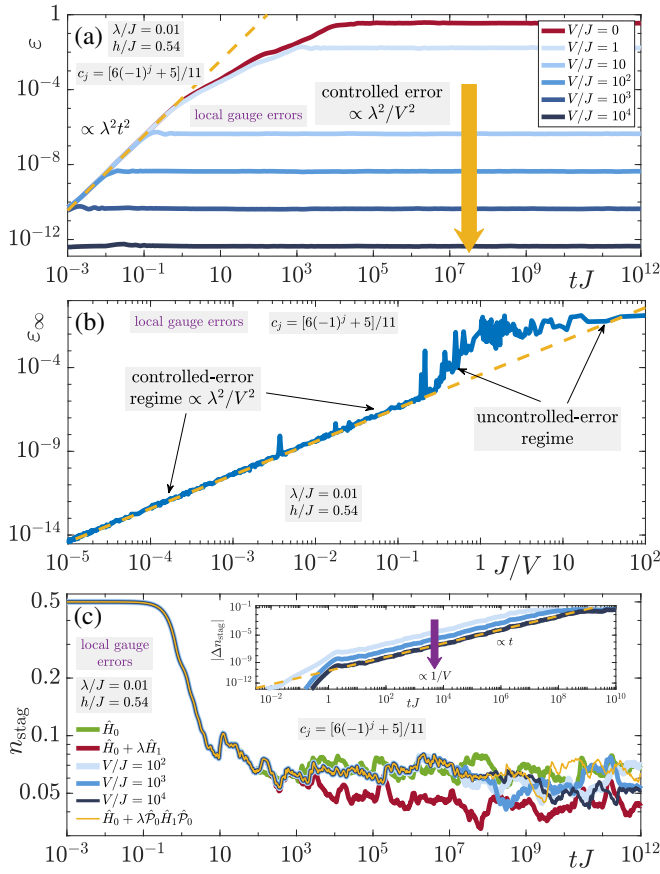 (a)
ε
1
10⁻⁴
10⁻⁸
10⁻¹²
λ/J = 0.01
h/J = 0.54
c_j = [6(−1)^j + 5]/11
∝ λ²t²
local gauge errors
controlled error
∝ λ²/V²
V/J = 0
V/J = 1
V/J = 10
V/J = 10²
V/J = 10³
V/J = 10⁴
10⁻³ 10⁻¹ 10¹ 10³ 10⁵ 10⁷ 10⁹ tJ 10¹²
(b)
ε_∞
10⁻⁴
10⁻⁹
10⁻¹⁴
local gauge errors
c_j = [6(−1)^j + 5]/11
controlled-error
regime ∝ λ²/V²
uncontrolled-error
regime
λ/J = 0.01
h/J = 0.54
10⁻⁵ 10⁻⁴ 10⁻³ 10⁻² 10⁻¹ 1 J/V 10 10²
(c)
n_stag
0.5
0.2
0.1
0.05
local gauge
errors
λ/J = 0.01
h/J = 0.54
Ĥ₀
Ĥ₀ + λĤ₁
V/J = 10²
V/J = 10³
V/J = 10⁴
Ĥ₀ + λP̂₀Ĥ₁P̂₀
|Δn_stag|
10⁻¹
10⁻⁵
10⁻⁹
10⁻¹²
∝ t
∝ 1/V
10⁻² 1 10² 10⁴ 10⁶ 10⁸ 10¹⁰
tJ
c_j = [6(−1)^j + 5]/11
10⁻³ 10⁻¹ 10¹ 10³ 10⁵ 10⁷ 10⁹ tJ 10¹²